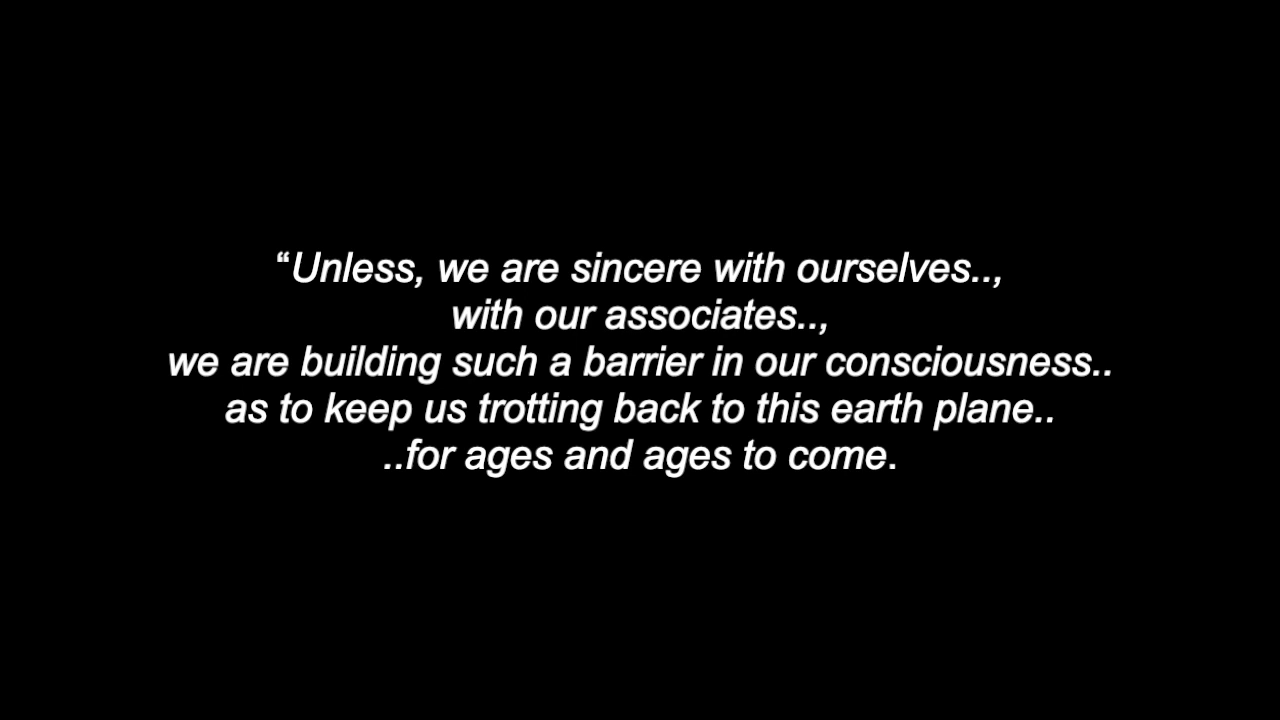 “Unless, we are sincere with ourselves..,
with our associates..,
we are building such a barrier in our consciousness..
as to keep us trotting back to this earth plane..
..for ages and ages to come.